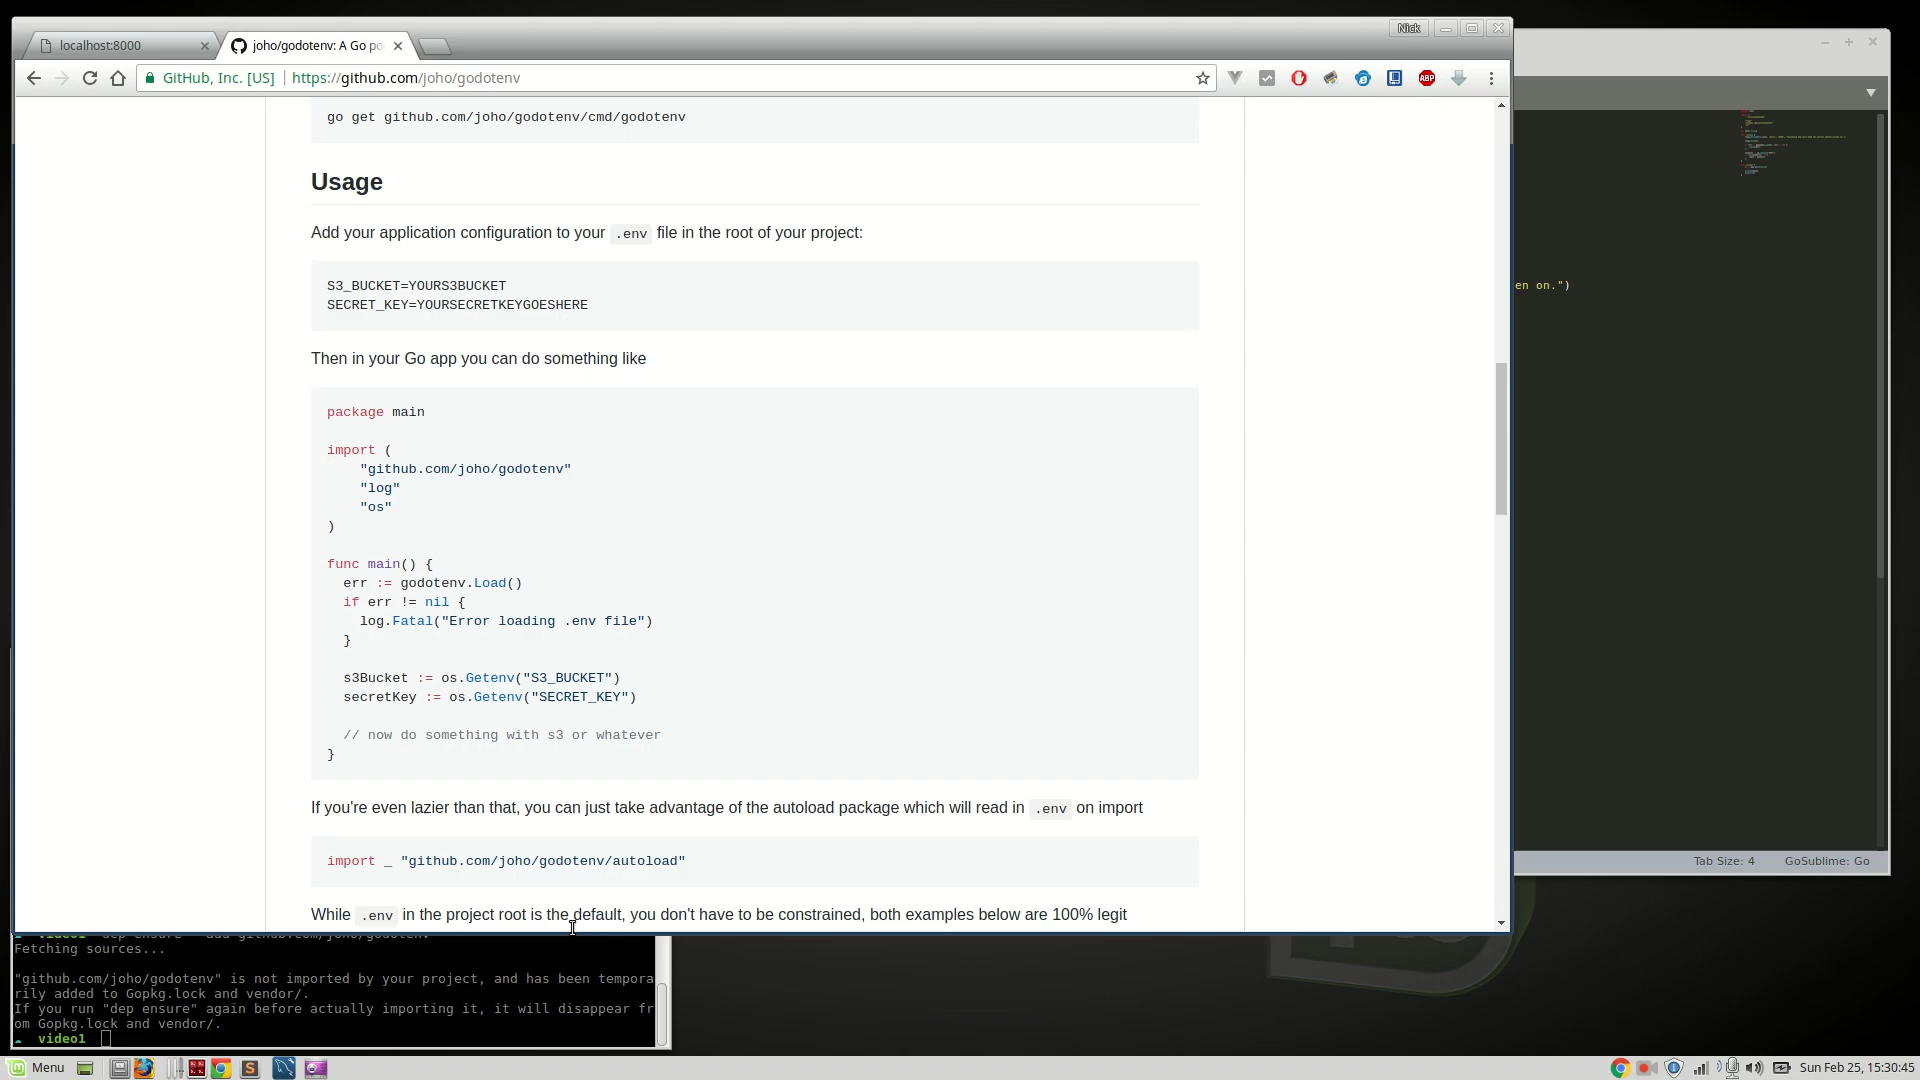 Nick
localhost:8000
joho/godotenv: A Go po
GitHub, Inc. [US]
https://github.com/joho/godotenv
ABP
go get github.com/joho/godotenv/cmd/godotenv
Usage
Add your application configuration to your .env file in the root of your project:
S3_BUCKET=YOURS3BUCKET
SECRET_KEY=YOURSECRETKEYGOESHERE
en on.")
Then in your Go app you can do something like
package main
import (
"github.com/joho/godotenv"
"log"
"os"
)
func main() {
err := godotenv.Load()
if err != nil {
log.Fatal("Error loading .env file")
}
s3Bucket := os.Getenv("S3_BUCKET")
secretKey := os.Getenv("SECRET_KEY")
// now do something with s3 or whatever
}
If you're even lazier than that, you can just take advantage of the autoload package which will read in .env on import
import _ "github.com/joho/godotenv/autoload"
Tab Size: 4 GoSublime: Go
While .env in the project root is the default, you don't have to be constrained, both examples below are 100% legit
Fetching sources...
"github.com/joho/godotenv" is not imported by your project, and has been tempora
rily added to Gopkg.lock and vendor/.
If you run "dep ensure" again before actually importing it, it will disappear fr
om Gopkg.lock and vendor/.
video1
Menu
Sun Feb 25, 15:30:45